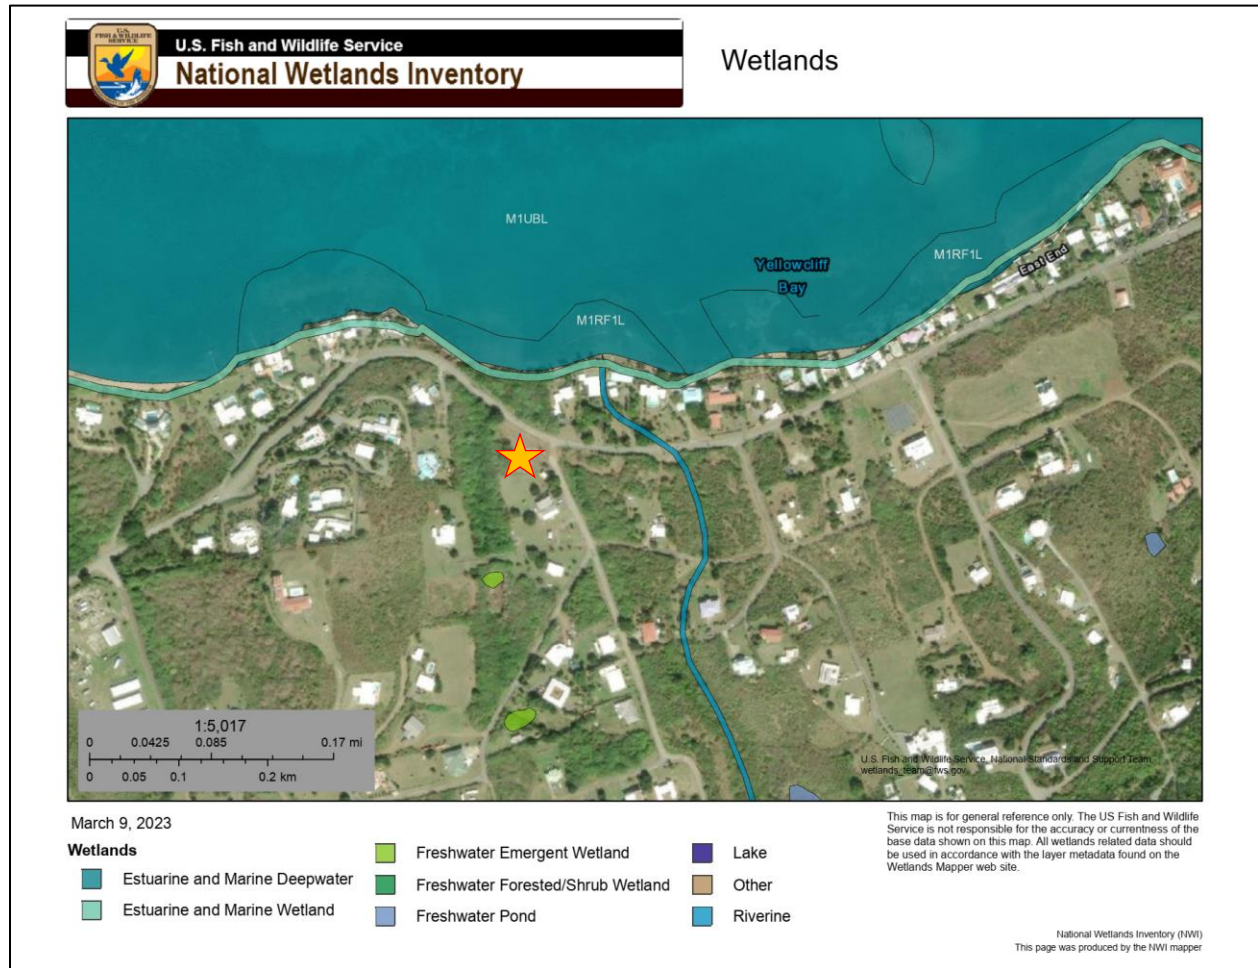 U.S. FISH & WILDLIFE SERVICE
U.S. Fish and Wildlife Service
National Wetlands Inventory
Wetlands
M1UBL
Yellowcliff
Bay
M1RF1L
East End
M1RF1L
1:5,017
0 0.0425 0.085 0.17 mi
0 0.05 0.1 0.2 km
U.S. Fish and Wildlife Service, National Standards and Support Team,
wetlands_team@fws.gov
March 9, 2023
Wetlands
Estuarine and Marine Deepwater
Estuarine and Marine Wetland
Freshwater Emergent Wetland
Freshwater Forested/Shrub Wetland
Freshwater Pond
Lake
Other
Riverine
This map is for general reference only. The US Fish and Wildlife
Service is not responsible for the accuracy or currentness of the
base data shown on this map. All wetlands related data should
be used in accordance with the layer metadata found on the
Wetlands Mapper web site.
National Wetlands Inventory (NWI)
This page was produced by the NWI mapper